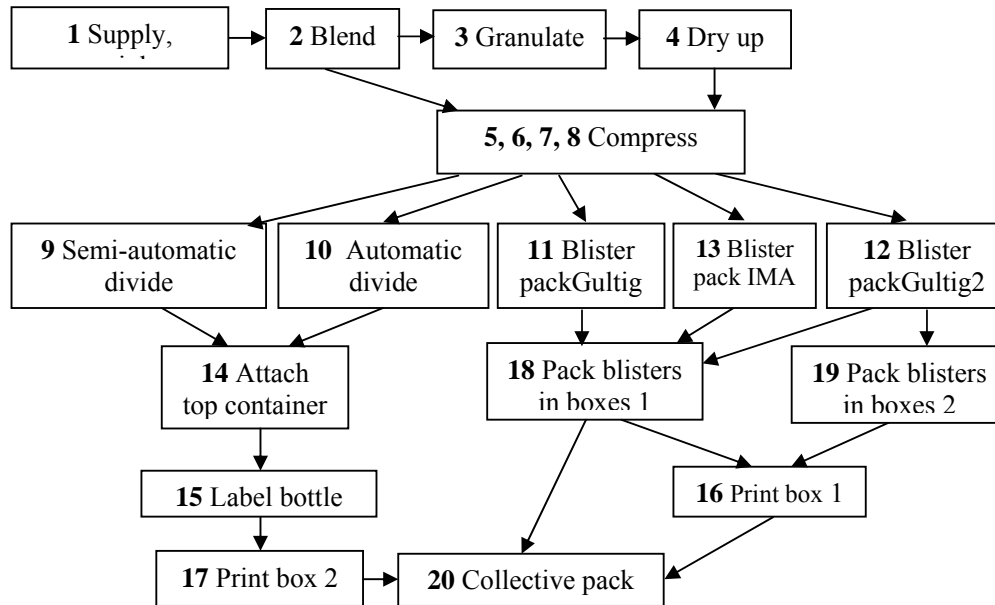 1 Supply,
2 Blend
3 Granulate
4 Dry up
5, 6, 7, 8 Compress
9 Semi-automatic
divide
10 Automatic
divide
11 Blister
packGultig
13 Blister
pack IMA
12 Blister
packGultig2
14 Attach
top container
18 Pack blisters
in boxes 1
19 Pack blisters
in boxes 2
15 Label bottle
16 Print box 1
17 Print box 2
20 Collective pack